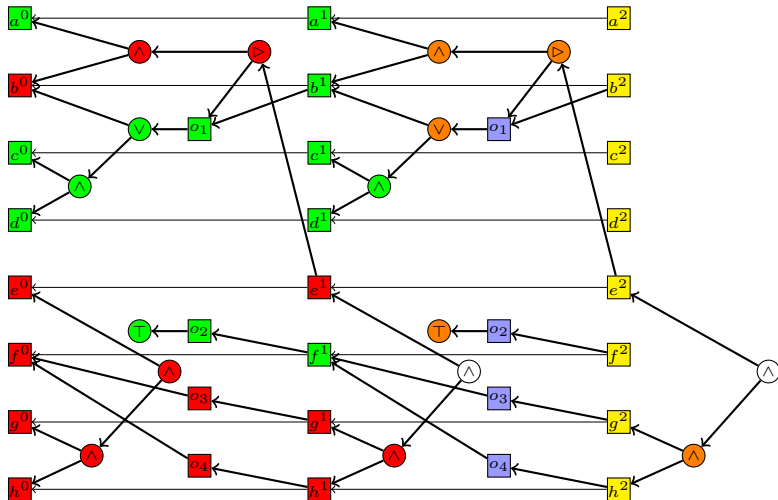 a⁰ a¹ a²
∧ ▷ ∧ ▷
b⁰ b¹ b²
∨ o₁ ∨ o₁
c⁰ c¹ c²
∧ ∧
d⁰ d¹ d²
e⁰ e¹ e²
⊤ o₂ ⊤ o₂
f⁰ f¹ f²
∧ ∧ ∧
o₃ o₃
g⁰ g¹ g²
∧ ∧ ∧
o₄ o₄
h⁰ h¹ h²